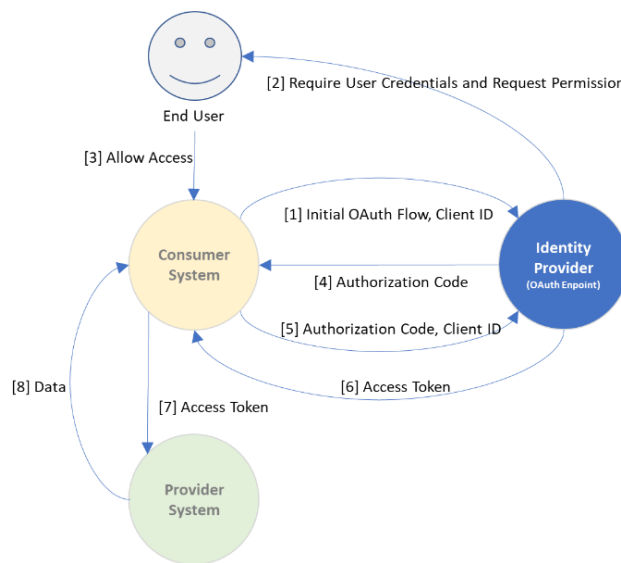 [2] Require User Credentials and Request Permission
End User
[3] Allow Access
[1] Initial OAuth Flow, Client ID
Consumer
System
Identity
Provider
(OAuth Enpoint)
[4] Authorization Code
[5] Authorization Code, Client ID
[8] Data
[6] Access Token
[7] Access Token
Provider
System